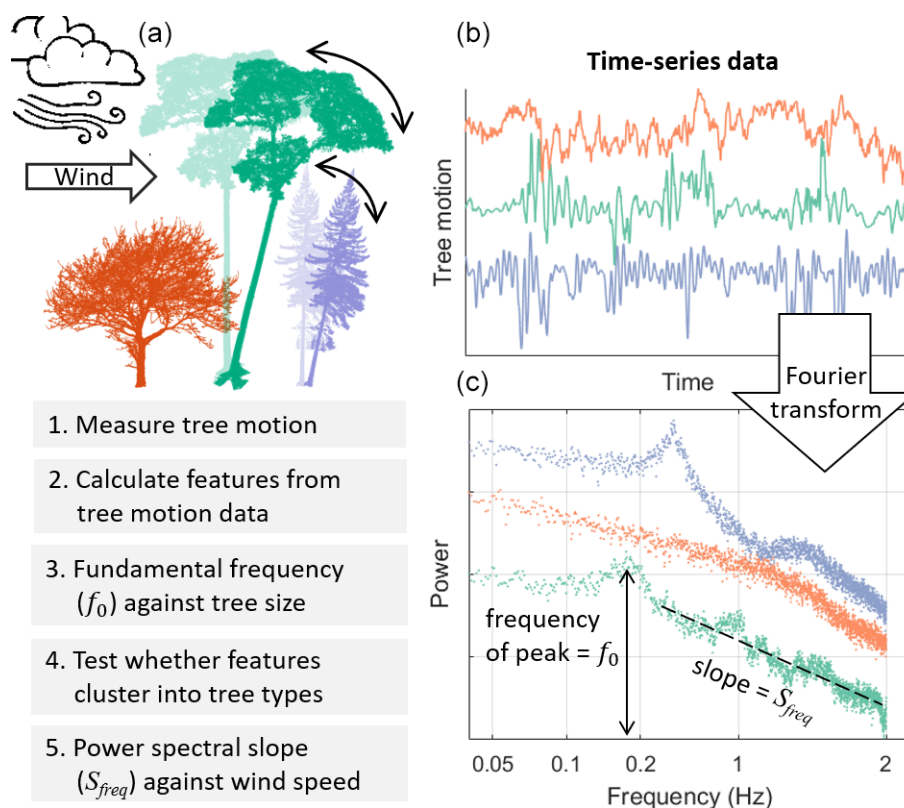 (a)
Wind
1. Measure tree motion
2. Calculate features from
tree motion data
3. Fundamental frequency
(f₀) against tree size
4. Test whether features
cluster into tree types
5. Power spectral slope
(S_freq) against wind speed
(b)
Time-series data
Tree motion
Time
Fourier
transform
(c)
Power
frequency
of peak = f₀
slope = S_freq
0.05 0.1 0.2 1 2
Frequency (Hz)